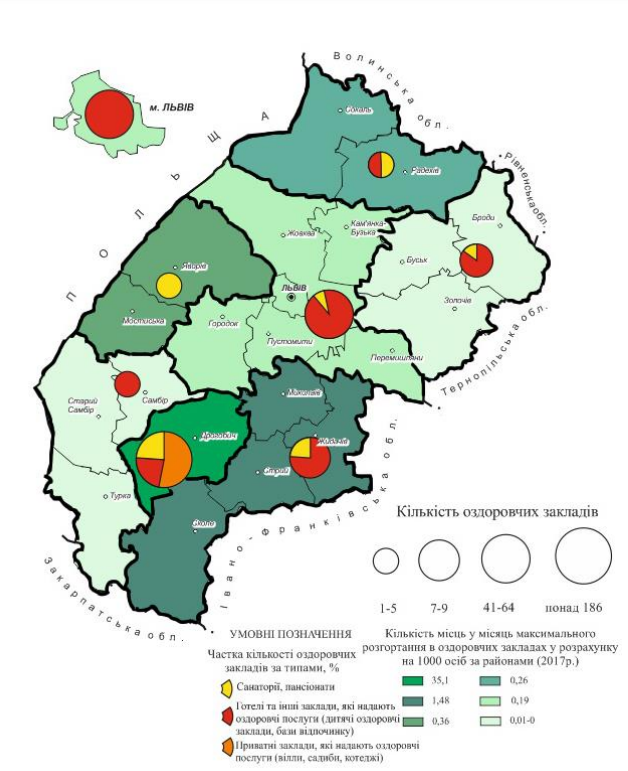 Волинська обл.
Рівненська обл.
ПОЛЬЩА
м. ЛЬВІВ
Сокаль
Радехів
Броди
Кам'янка-
Бузька
Жовква
Буськ
Яворів
ЛЬВІВ
Золочів
Мостиська
Городок
Пустомити
Перемишляни
Тернопільська обл.
Самбір
Старий
Самбір
Миколаїв
Дрогобич
Жидачів
Стрий
Турка
Сколе
Івано-Франківська обл.
Закарпатська обл.
Кількість оздоровчих закладів
1-5 7-9 41-64 понад 186
УМОВНІ ПОЗНАЧЕННЯ
Частка кількості оздоровчих
закладів за типами, %
Санаторії, пансіонати
Готелі та інші заклади, які надають
оздоровчі послуги (дитячі оздоровчі
заклади, бази відпочинку)
Приватні заклади, які надають оздоровчі
послуги (вілли, садиби, котеджі)
Кількість місць у місяць максимального
розгортання в оздоровчих закладах у розрахунку
на 1000 осіб за районами (2017р.)
35,1 0,26
1,48 0,19
0,36 0,01-0